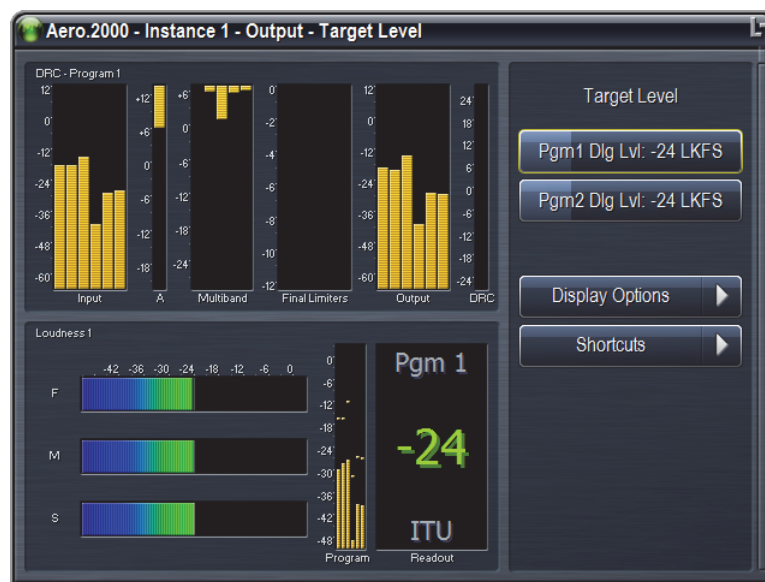 Aero.2000 - Instance 1 - Output - Target Level
DRC - Program 1
12 0 -12 -24 -36 -48 -60
+12 +6 0 -6 -12 -18
+6 0 -6 -12 -18 -24
0 -2 -4 -6 -8 -10 -12
12 0 -12 -24 -36 -48 -60
24 18 12 6 0 -6 -12 -18 -24
Input A Multiband Final Limiters Output DRC
Target Level
Pgm1 Dlg Lvl: -24 LKFS
Pgm2 Dlg Lvl: -24 LKFS
Display Options
Shortcuts
Loudness 1
-42 -36 -30 -24 -18 -12 -6 0
F
M
S
0 -6 -12 -18 -24 -30 -36 -42 -48
Program
Pgm 1
-24
ITU
Readout